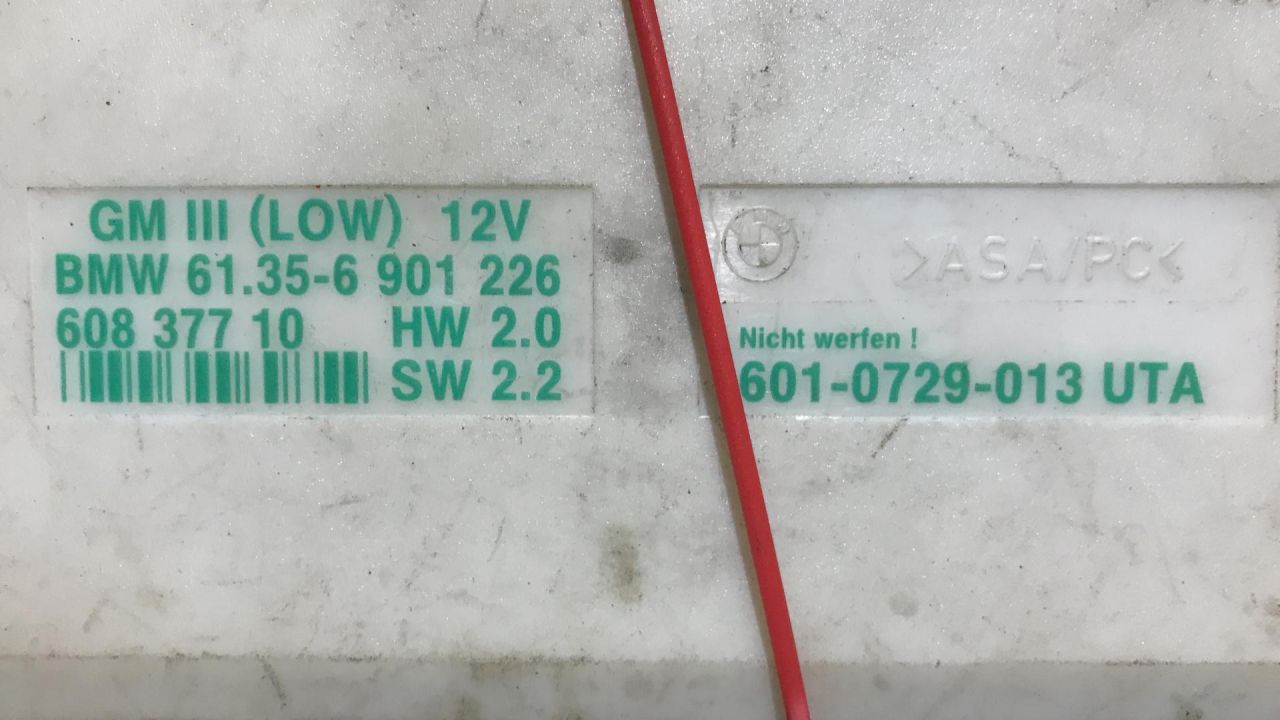 GM III (LOW) 12V
BMW 61.35-6 901 226
608 377 10 HW 2.0
SW 2.2
>ASA/PC<
Nicht werfen !
601-0729-013 UTA